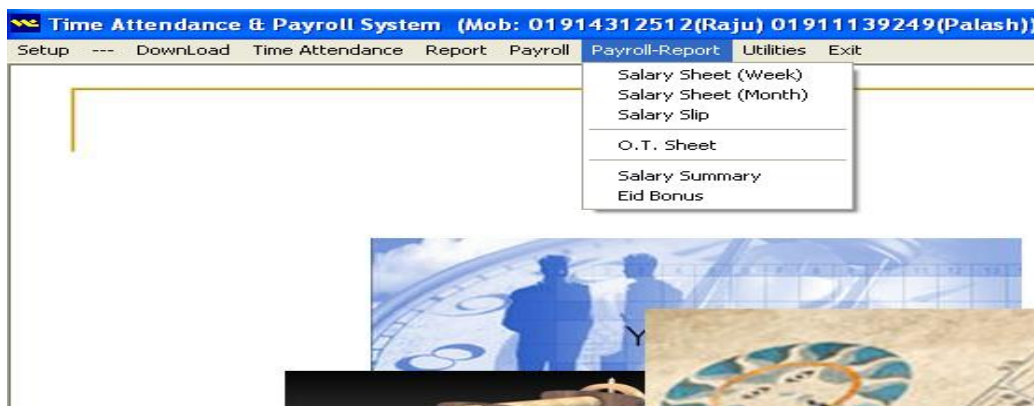 Time Attendance & Payroll System (Mob: 01914312512(Raju) 01911139249(Palash))
Setup --- DownLoad Time Attendance Report Payroll Payroll-Report Utilities Exit
Salary Sheet (Week)
Salary Sheet (Month)
Salary Slip
O.T. Sheet
Salary Summary
Eid Bonus
Y